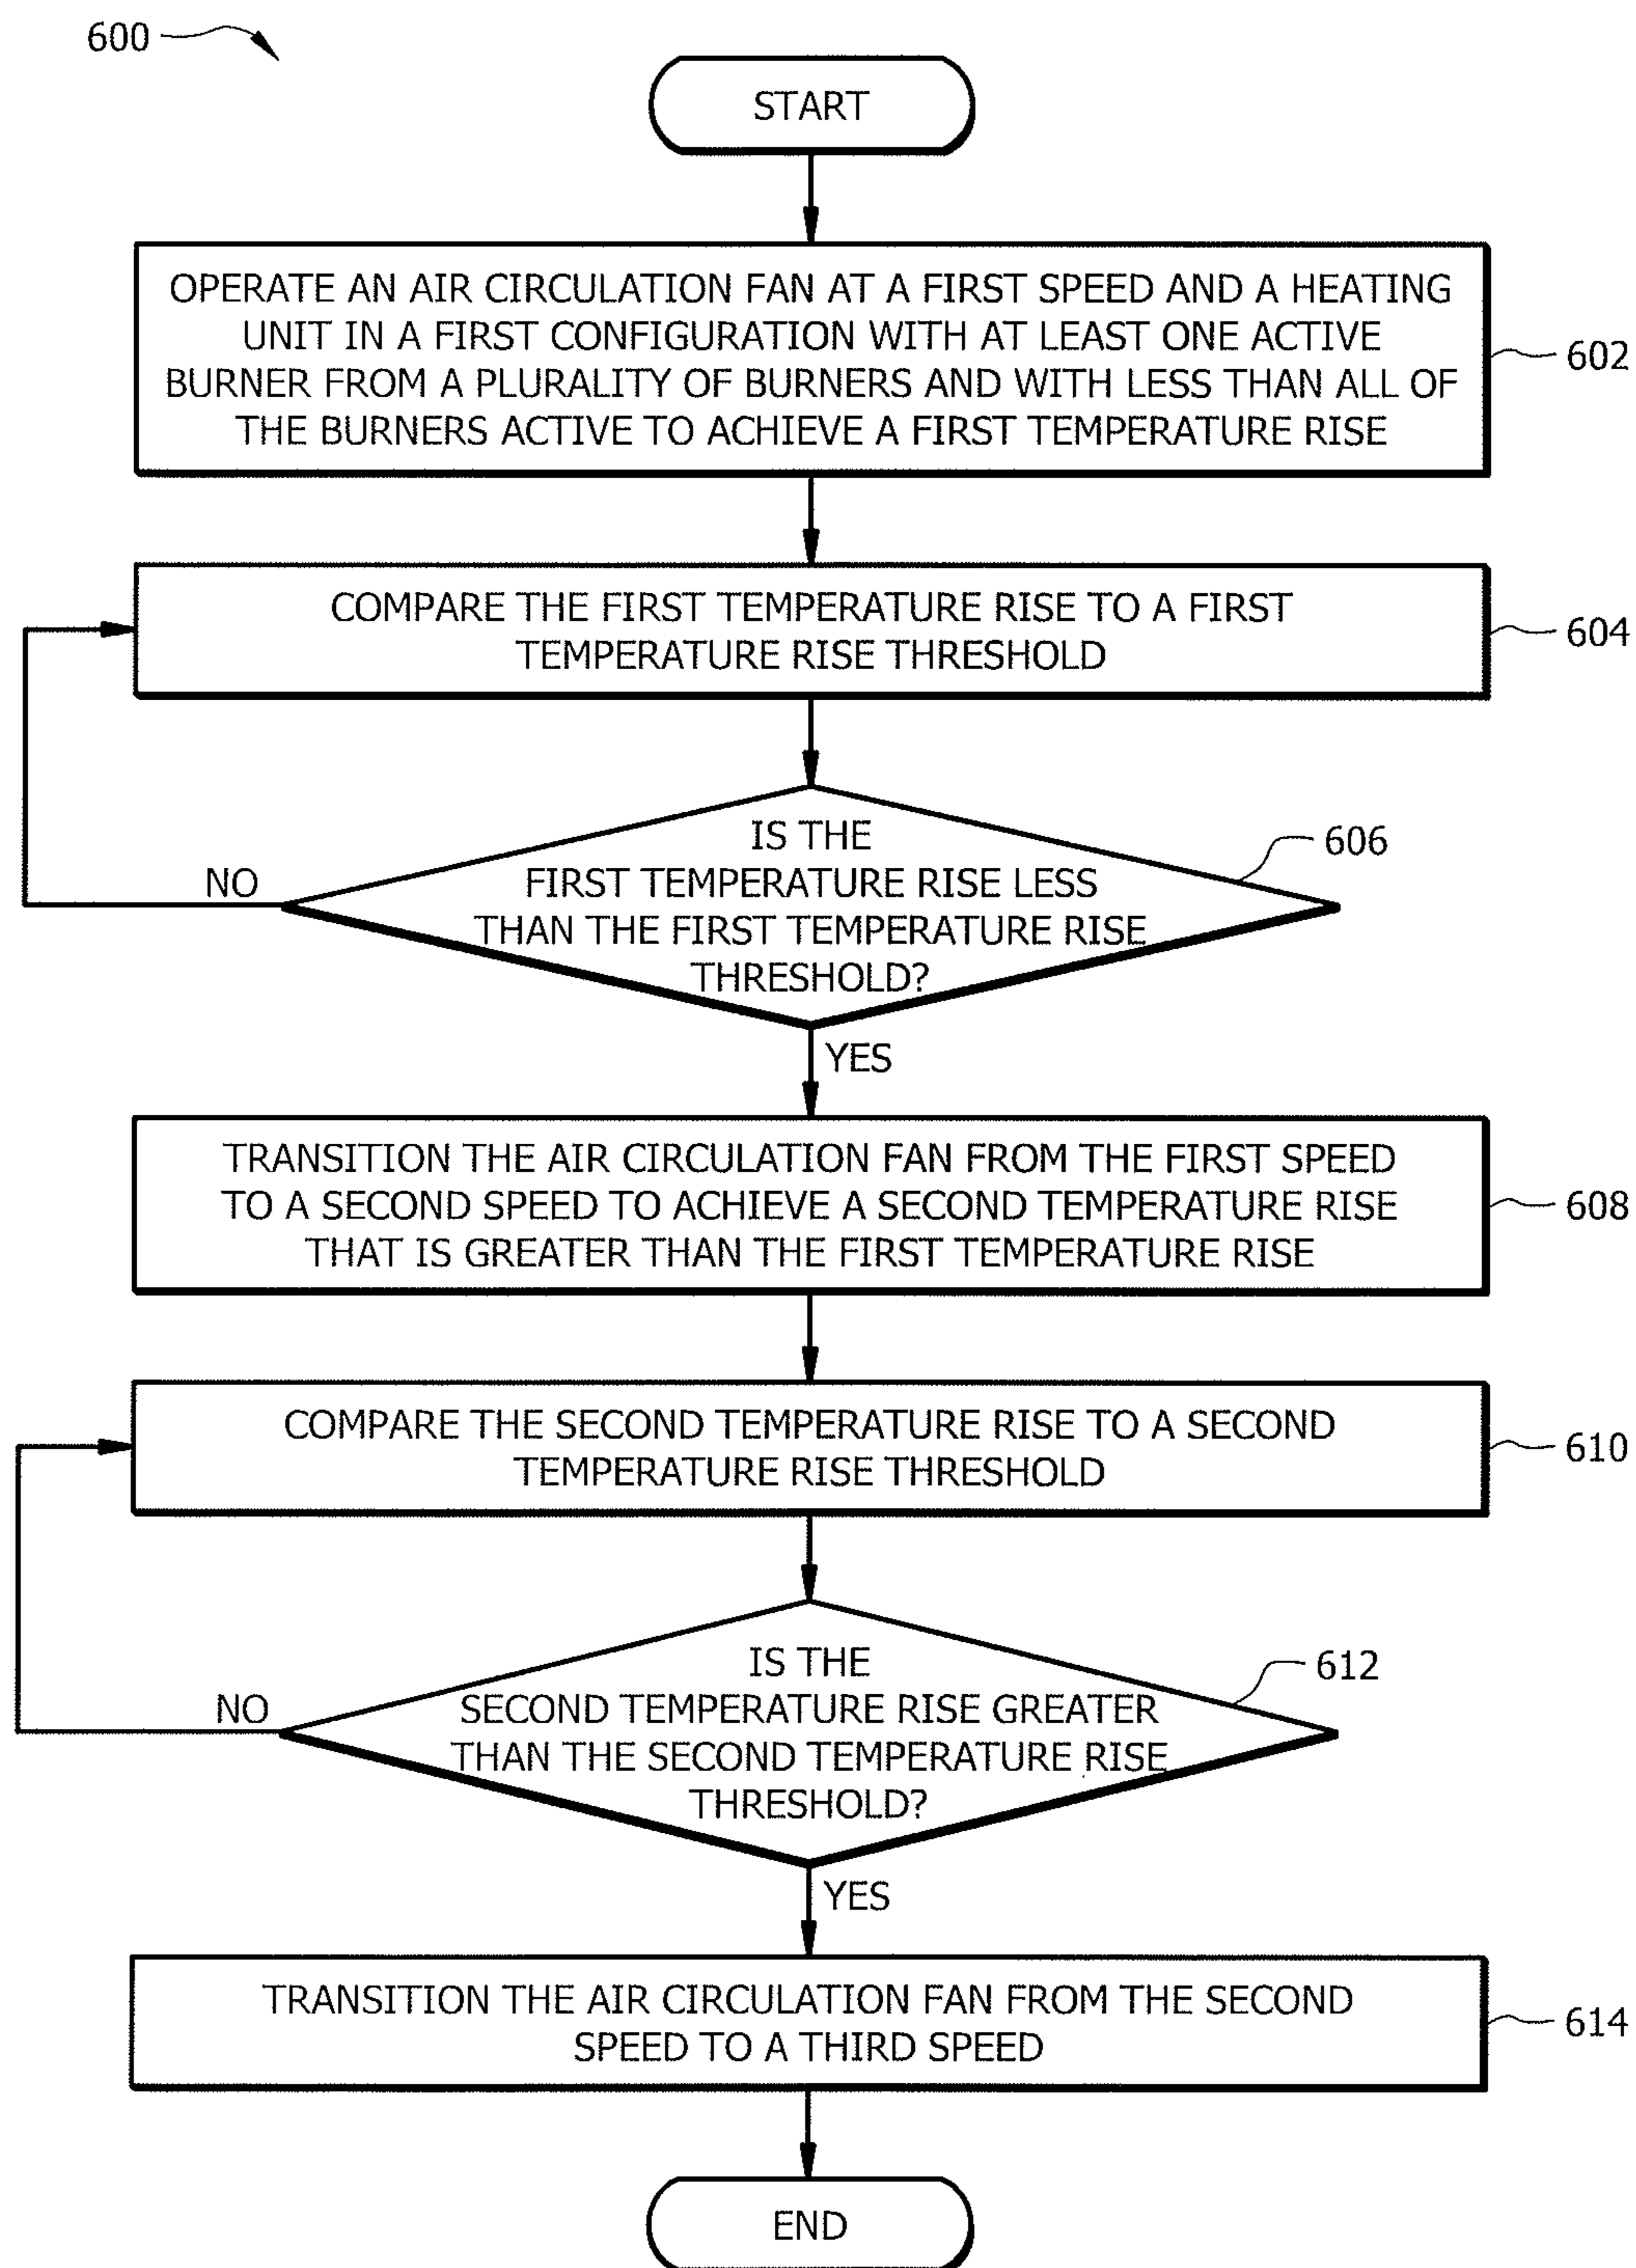 600
START
OPERATE AN AIR CIRCULATION FAN AT A FIRST SPEED AND A HEATING
UNIT IN A FIRST CONFIGURATION WITH AT LEAST ONE ACTIVE
BURNER FROM A PLURALITY OF BURNERS AND WITH LESS THAN ALL OF
THE BURNERS ACTIVE TO ACHIEVE A FIRST TEMPERATURE RISE
602
COMPARE THE FIRST TEMPERATURE RISE TO A FIRST
TEMPERATURE RISE THRESHOLD
604
IS THE
FIRST TEMPERATURE RISE LESS
THAN THE FIRST TEMPERATURE RISE
THRESHOLD?
606
NO
YES
TRANSITION THE AIR CIRCULATION FAN FROM THE FIRST SPEED
TO A SECOND SPEED TO ACHIEVE A SECOND TEMPERATURE RISE
THAT IS GREATER THAN THE FIRST TEMPERATURE RISE
608
COMPARE THE SECOND TEMPERATURE RISE TO A SECOND
TEMPERATURE RISE THRESHOLD
610
IS THE
SECOND TEMPERATURE RISE GREATER
THAN THE SECOND TEMPERATURE RISE
THRESHOLD?
612
NO
YES
TRANSITION THE AIR CIRCULATION FAN FROM THE SECOND
SPEED TO A THIRD SPEED
614
END